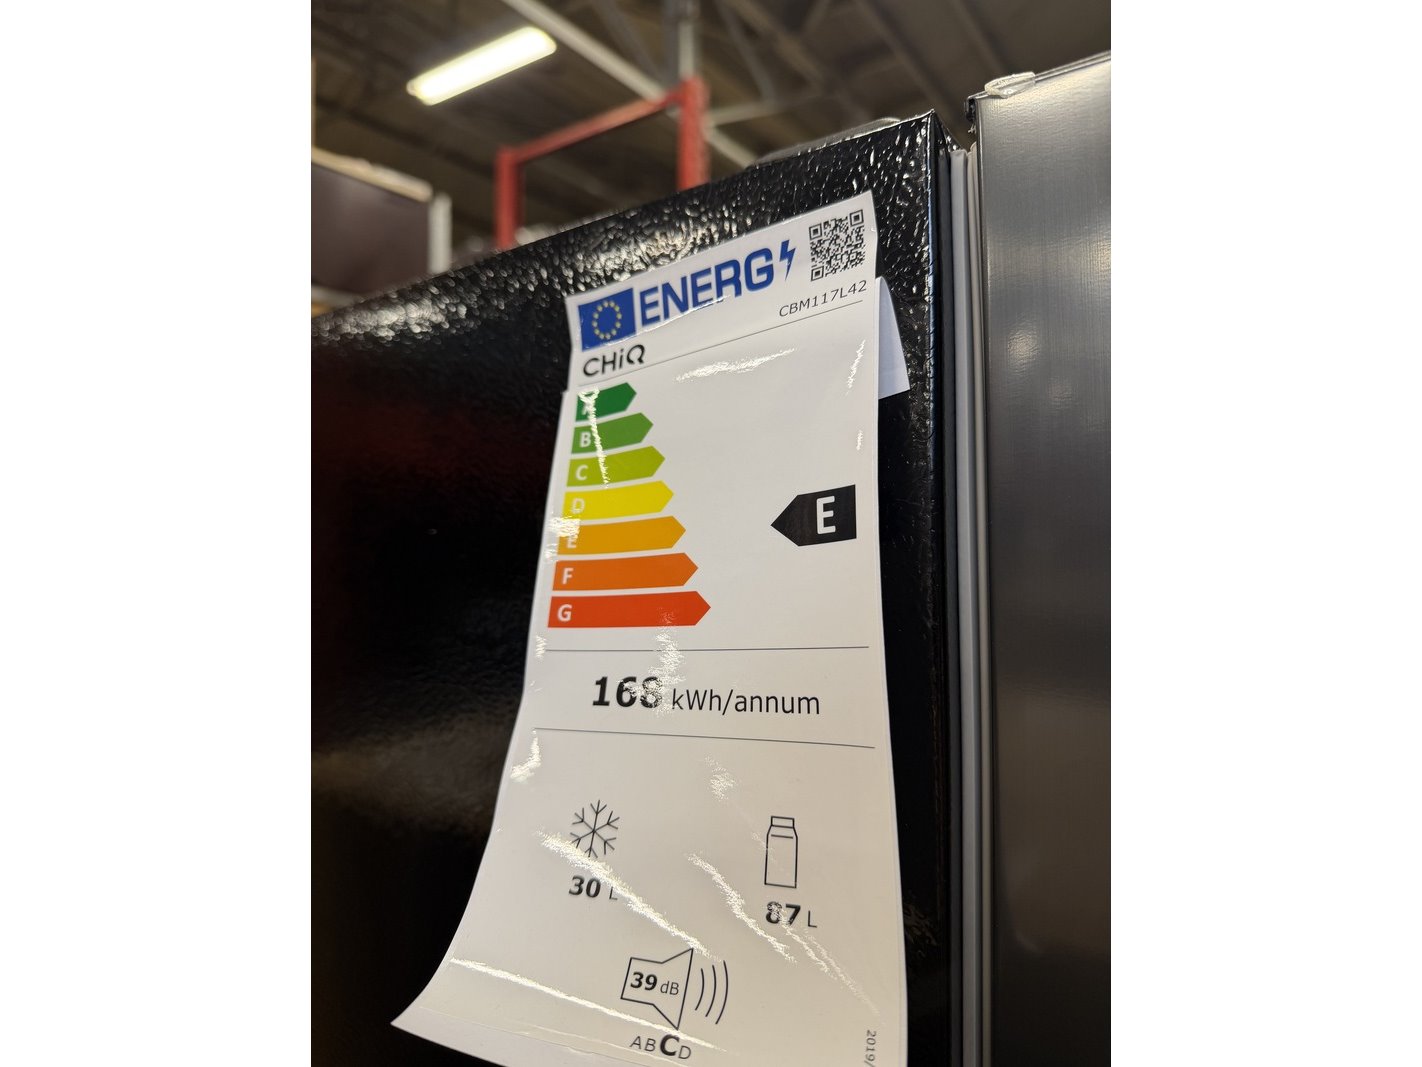 ENERG
CBM117L42
CHiQ
A
B
C
D
E
F
G
E
168 kWh/annum
30 L
87 L
39 dB
ABCD
2019/